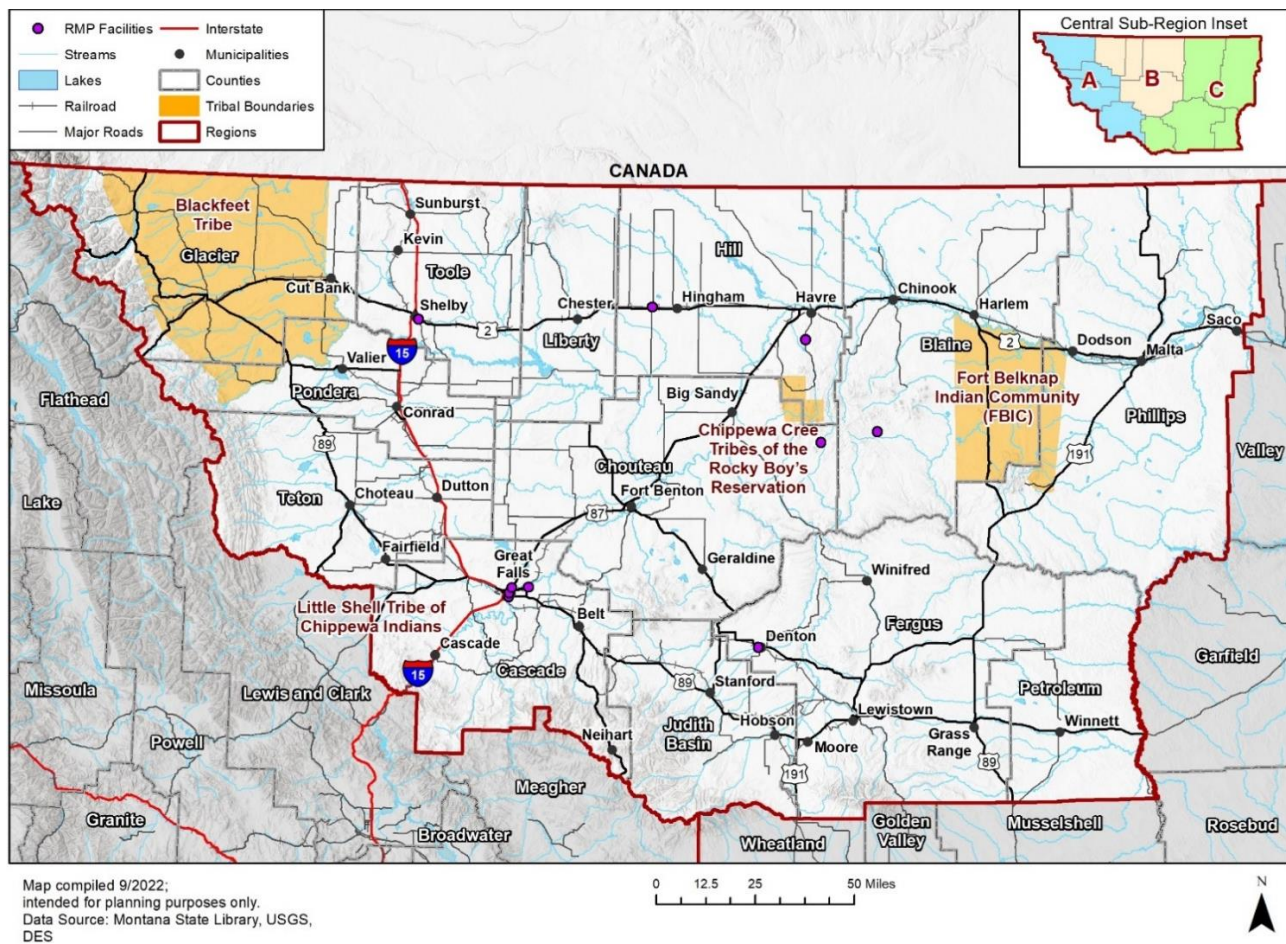 RMP Facilities
Streams
Lakes
Railroad
Major Roads
Interstate
Municipalities
Counties
Tribal Boundaries
Regions
Central Sub-Region Inset
A
B
C
CANADA
Blackfeet
Tribe
Glacier
Cut Bank
Sunburst
Kevin
Toole
Shelby
2
15
Chester
Liberty
Hill
Hingham
Havre
Chinook
Harlem
Blaine
2
Dodson
Malta
Saco
Fort Belknap
Indian Community
(FBIC)
Phillips
191
Valley
Flathead
Valier
Pondera
Conrad
89
Teton
Choteau
Dutton
Fairfield
Big Sandy
Chippewa Cree
Tribes of the
Rocky Boy's
Reservation
Chouteau
Fort Benton
87
Geraldine
Great
Falls
Lake
Little Shell Tribe of
Chippewa Indians
Cascade
15
Cascade
Belt
Winifred
Fergus
Denton
Stanford
89
Judith
Basin
Hobson
Moore
Lewistown
191
Neihart
Grass
Range
89
Petroleum
Winnett
Garfield
Missoula
Lewis and Clark
Powell
Granite
Broadwater
Meagher
Wheatland
Golden
Valley
Musselshell
Rosebud
Map compiled 9/2022;
intended for planning purposes only.
Data Source: Montana State Library, USGS,
DES
0 12.5 25 50 Miles
N